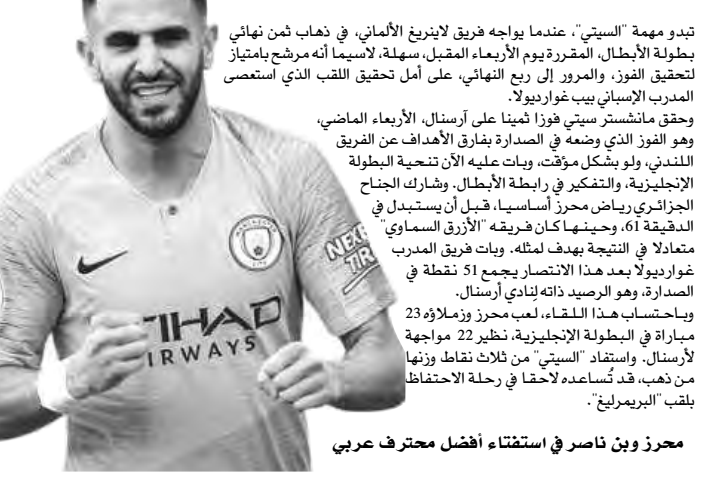 تبدو مهمة "السيتي"، عندما يواجه فريق لايبزيغ الألماني، في ذهاب ثمن نهائي
بطولة الأبطال، المقررة يوم الأربعاء المقبل، سهلة، لاسيما أنه مرشح بامتياز
لتحقيق الفوز، والمرور إلى ربع النهائي، على أمل تحقيق اللقب الذي استعصى
المدرب الإسباني بيب غوارديولا.
وحقق مانشستر سيتي فوزا ثمينا على آرسنال، الأربعاء الماضي،
وهو الفوز الذي وضعه في الصدارة بفارق الأهداف عن الفريق
اللندني، ولو بشكل مؤقت، وبات عليه الآن تنحية البطولة
الإنجليزية، والتفكير في رابطة الأبطال. وشارك الجناح
الجزائري رياض محرز أساسيا، قبل أن يستبدل في
الدقيقة 61، وحينها كان فريقه "الأزرق السماوي"
متعادلا في النتيجة بهدف لمثله. وبات فريق المدرب
غوارديولا بعد هذا الانتصار يجمع 51 نقطة في
الصدارة، وهو الرصيد ذاته لِنادي أرسنال.
وباحتساب هذا اللقاء، لعب محرز وزملاؤه 23
مباراة في البطولة الإنجليزية، نظير 22 مواجهة
لأرسنال. واستفاد "السيتي" من ثلاث نقاط وزنها
من ذهب، قد تُساعده لاحقا في رحلة الاحتفاظ
بلقب "البريمرليغ".
محرز وبن ناصر في استفتاء أفضل محترف عربي
MANCHESTER
CITY
NEXEN
TIRE
ETIHAD
AIRWAYS